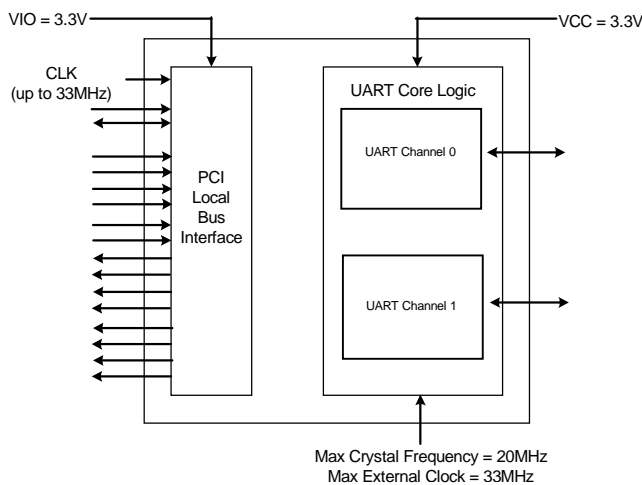 VIO = 3.3V
VCC = 3.3V
CLK
(up to 33MHz)
PCI
Local
Bus
Interface
UART Core Logic
UART Channel 0
UART Channel 1
Max Crystal Frequency = 20MHz
Max External Clock = 33MHz